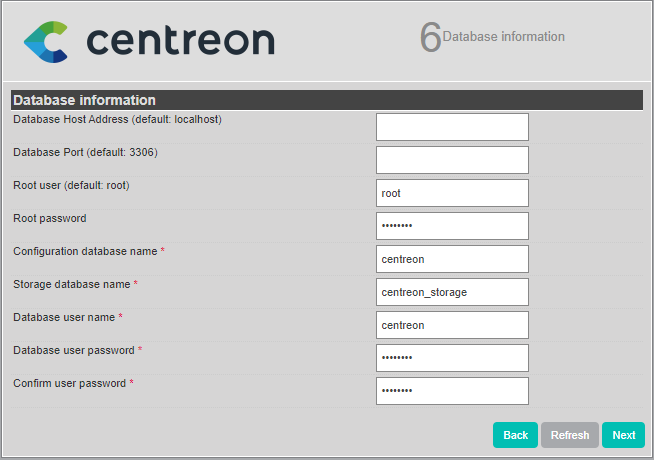 centreon
6 Database information
Database information
Database Host Address (default: localhost)
Database Port (default: 3306)
Root user (default: root)
root
Root password
••••••••
Configuration database name *
centreon
Storage database name *
centreon_storage
Database user name *
centreon
Database user password *
••••••••
Confirm user password *
••••••••
Back Refresh Next